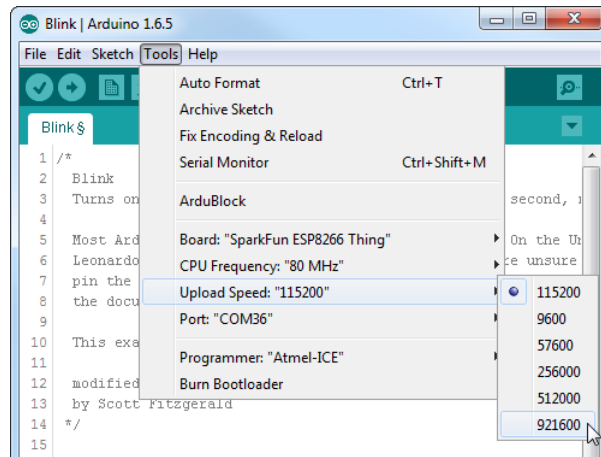 Blink | Arduino 1.6.5
File Edit Sketch Tools Help
Auto Format Ctrl+T
Archive Sketch
Fix Encoding & Reload
Serial Monitor Ctrl+Shift+M
ArduBlock
Board: "SparkFun ESP8266 Thing"
CPU Frequency: "80 MHz"
Upload Speed: "115200"
Port: "COM36"
Programmer: "Atmel-ICE"
Burn Bootloader
115200
9600
57600
256000
512000
921600
Blink §
1 /*
2 Blink
3 Turns on second,
4
5 Most Ard On the
6 Leonardo unsure
7 pin the
8 the docu
9
10 This exa
11
12 modified
13 by Scott Fitzgerald
14 */
15